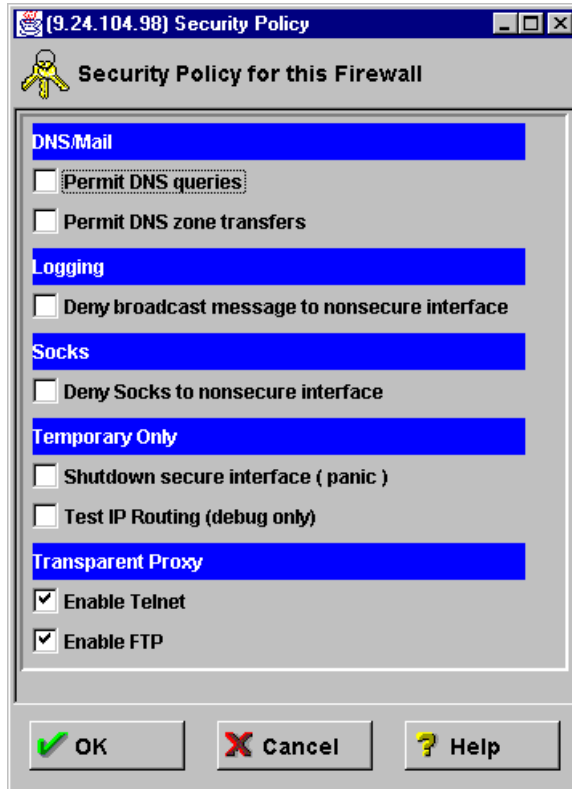 (9.24.104.98) Security Policy
Security Policy for this Firewall
DNS/Mail
Permit DNS queries
Permit DNS zone transfers
Logging
Deny broadcast message to nonsecure interface
Socks
Deny Socks to nonsecure interface
Temporary Only
Shutdown secure interface ( panic )
Test IP Routing (debug only)
Transparent Proxy
Enable Telnet
Enable FTP
OK
Cancel
Help